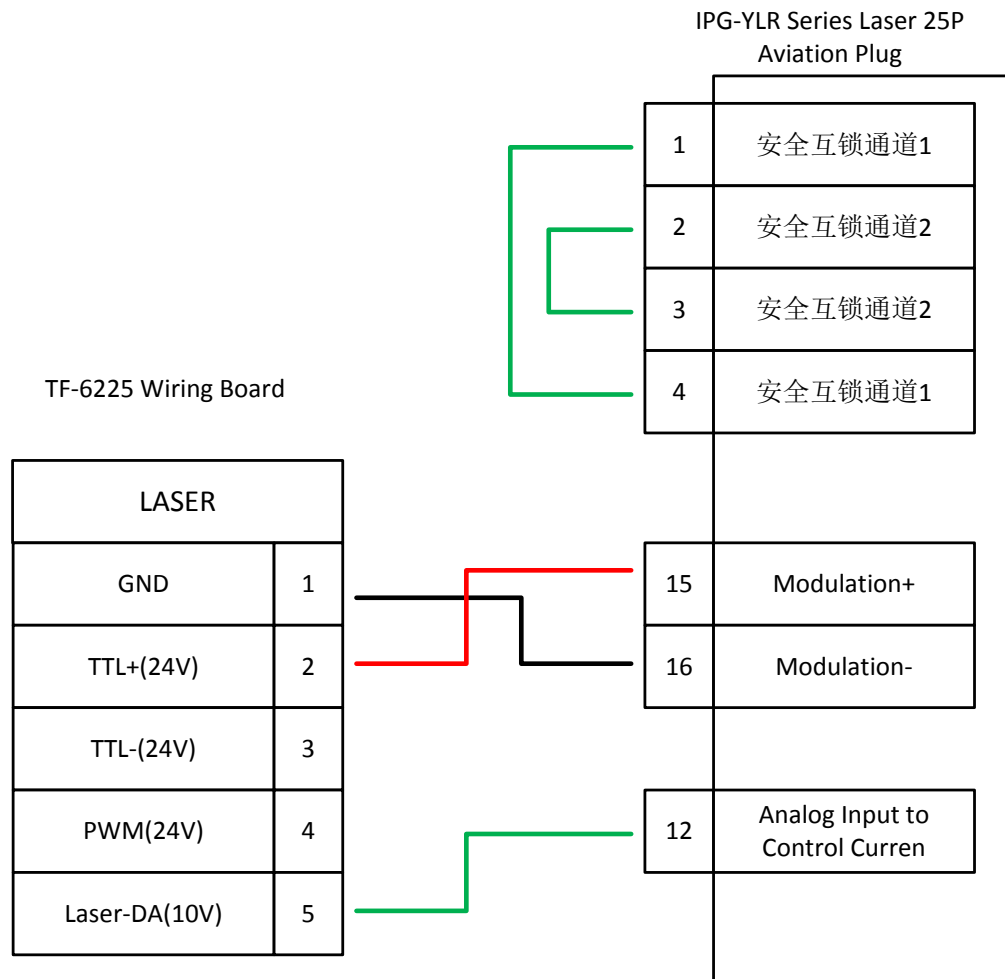 IPG-YLR Series Laser 25P
Aviation Plug
1 安全互锁通道1
2 安全互锁通道2
3 安全互锁通道2
4 安全互锁通道1
TF-6225 Wiring Board
LASER
GND 1
TTL+(24V) 2
TTL-(24V) 3
PWM(24V) 4
Laser-DA(10V) 5
15 Modulation+
16 Modulation-
12 Analog Input to
Control Curren